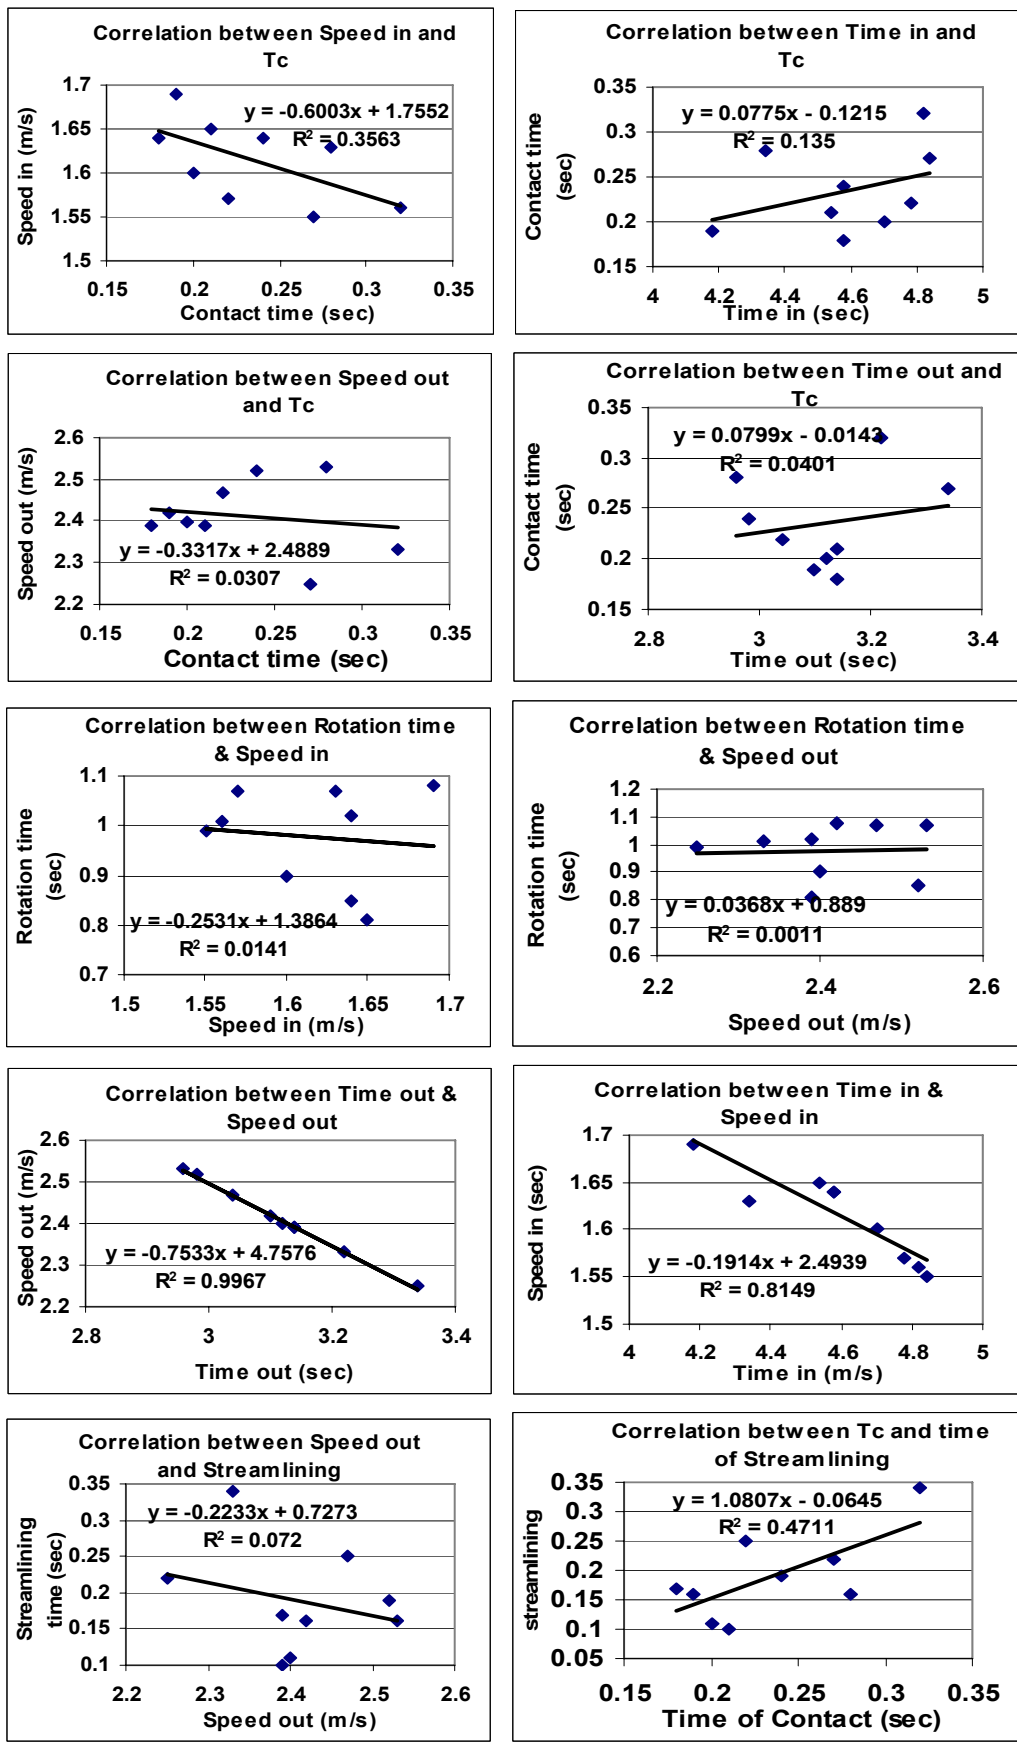 Correlation between Speed in and
Tc
1.7
1.65
1.6
1.55
1.5
y = -0.6003x + 1.7552
R² = 0.3563
Speed in (m/s)
0.15 0.2 0.25 0.3 0.35
Contact time (sec)
Correlation between Time in and
Tc
0.35
0.3
0.25
0.2
0.15
y = 0.0775x - 0.1215
R² = 0.135
Contact time
(sec)
4 4.2 4.4 4.6 4.8 5
Time in (sec)
Correlation between Speed out
and Tc
2.6
2.5
2.4
2.3
2.2
y = -0.3317x + 2.4889
R² = 0.0307
Speed out (m/s)
0.15 0.2 0.25 0.3 0.35
Contact time (sec)
Correlation between Time out and
Tc
0.35
0.3
0.25
0.2
0.15
y = 0.0799x - 0.0143
R² = 0.0401
Contact time
(sec)
2.8 3 3.2 3.4
Time out (sec)
Correlation between Rotation time
& Speed in
1.1
1
0.9
0.8
0.7
y = -0.2531x + 1.3864
R² = 0.0141
Rotation time
(sec)
1.5 1.55 1.6 1.65 1.7
Speed in (m/s)
Correlation between Rotation time
& Speed out
1.2
1.1
1
0.9
0.8
0.7
0.6
y = 0.0368x + 0.889
R² = 0.0011
Rotation time
(sec)
2.2 2.4 2.6
Speed out (m/s)
Correlation between Time out &
Speed out
2.6
2.5
2.4
2.3
2.2
y = -0.7533x + 4.7576
R² = 0.9967
Speed out (m/s)
2.8 3 3.2 3.4
Time out (sec)
Correlation between Time in &
Speed in
1.7
1.65
1.6
1.55
1.5
y = -0.1914x + 2.4939
R² = 0.8149
Speed in (sec)
4 4.2 4.4 4.6 4.8 5
Time in (m/s)
Correlation between Speed out
and Streamlining
0.35
0.3
0.25
0.2
0.15
0.1
y = -0.2233x + 0.7273
R² = 0.072
Streamlining
time (sec)
2.2 2.3 2.4 2.5 2.6
Speed out (m/s)
Correlation between Tc and time
of Streamlining
0.35
0.3
0.25
0.2
0.15
0.1
0.05
y = 1.0807x - 0.0645
R² = 0.4711
streamlining
0.15 0.2 0.25 0.3 0.35
Time of Contact (sec)